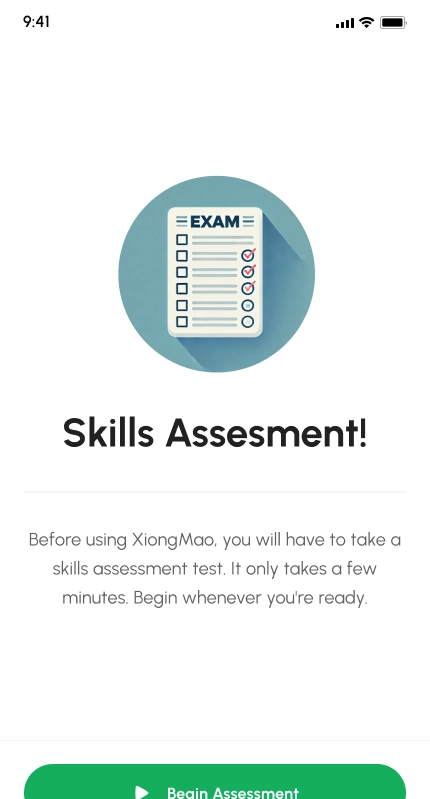 9:41
EXAM
Skills Assesment!
Before using XiongMao, you will have to take a
skills assessment test. It only takes a few
minutes. Begin whenever you're ready.
Begin Assessment